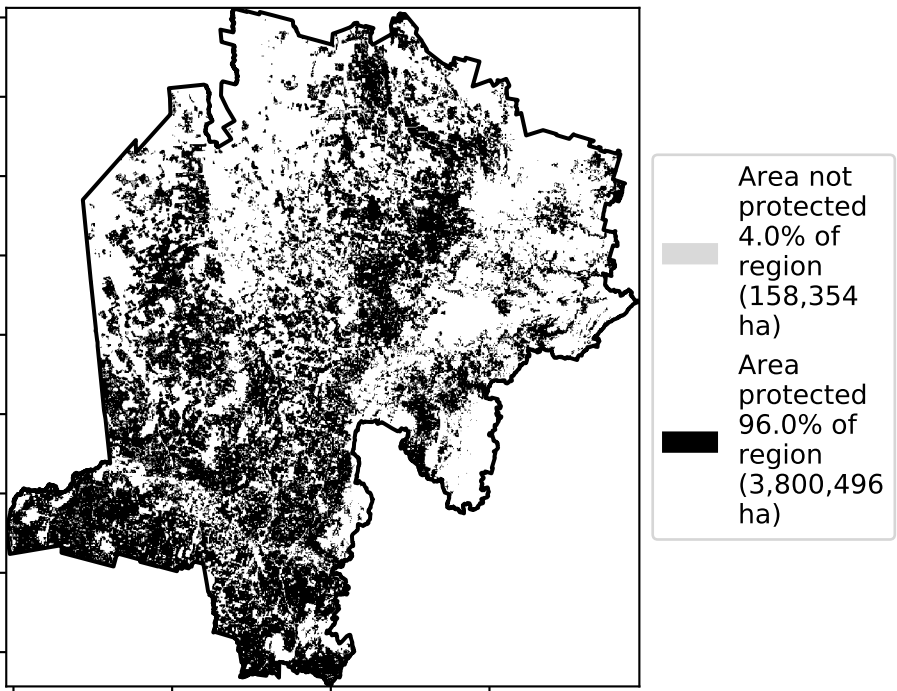 Area not
protected
4.0% of
region
(158,354
ha)
Area
protected
96.0% of
region
(3,800,496
ha)